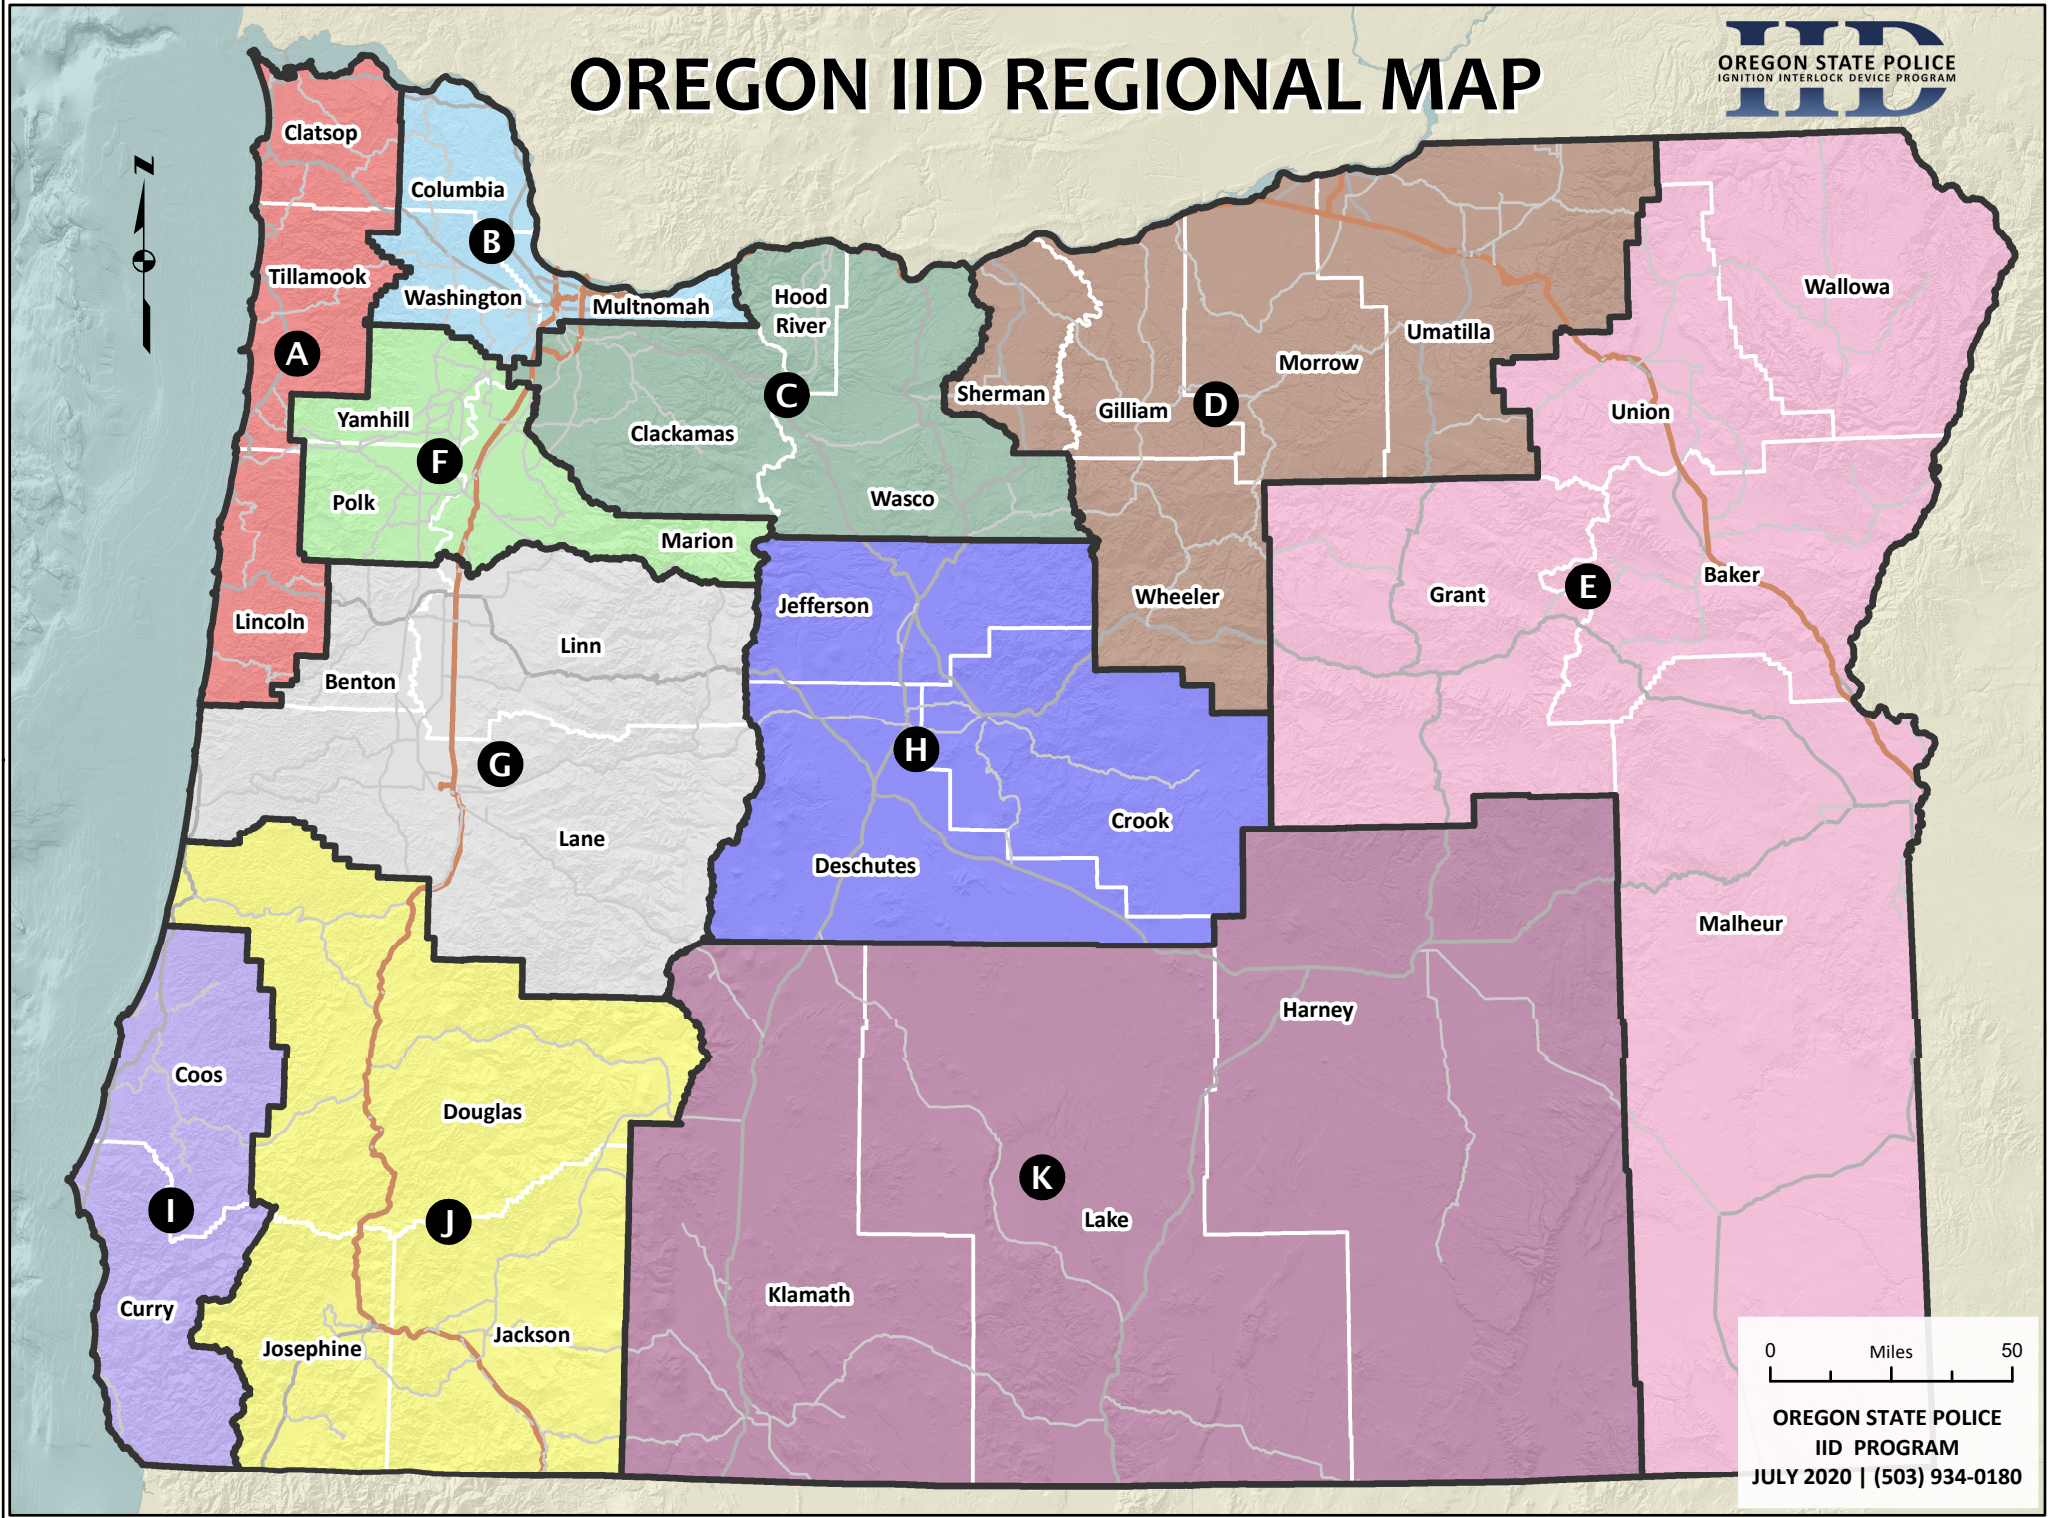 OREGON IID REGIONAL MAP
IID
OREGON STATE POLICE
IGNITION INTERLOCK DEVICE PROGRAM
N
Clatsop
Columbia
B
Tillamook
Washington
Multnomah
Hood
River
Wallowa
A
Umatilla
Morrow
C
Sherman
Gilliam
D
Union
Yamhill
Clackamas
F
Polk
Wasco
Marion
Jefferson
Wheeler
Grant
E
Baker
Lincoln
Linn
Benton
H
G
Crook
Lane
Deschutes
Malheur
Harney
Coos
Douglas
K
I
J
Lake
Klamath
Curry
Josephine
Jackson
0 Miles 50
OREGON STATE POLICE
IID PROGRAM
JULY 2020 | (503) 934-0180